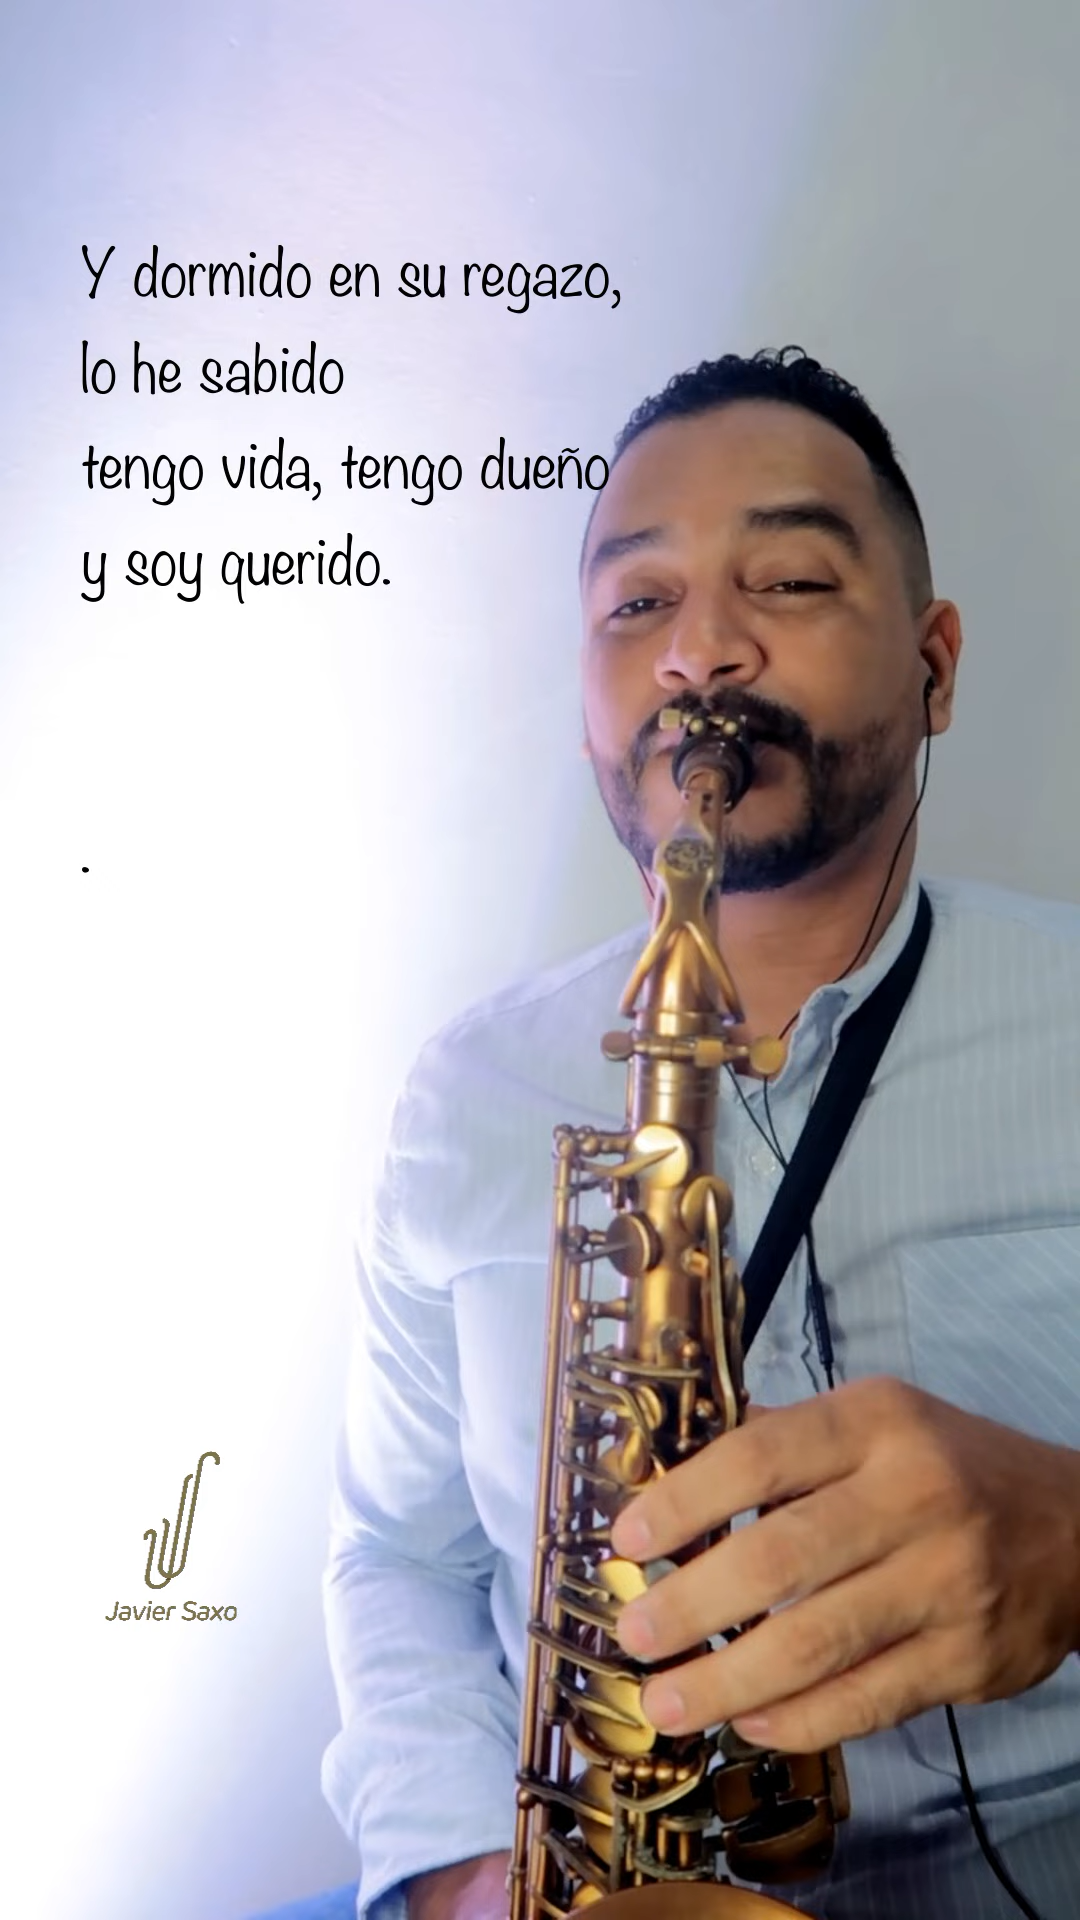 Y dormido en su regazo,
lo he sabido
tengo vida, tengo dueño
y soy querido.
.
Javier Saxo